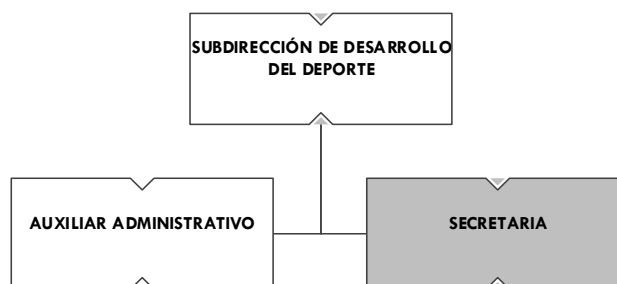 SUBDIRECCIÓN DE DESARROLLO
DEL DEPORTE
AUXILIAR ADMINISTRATIVO
SECRETARIA